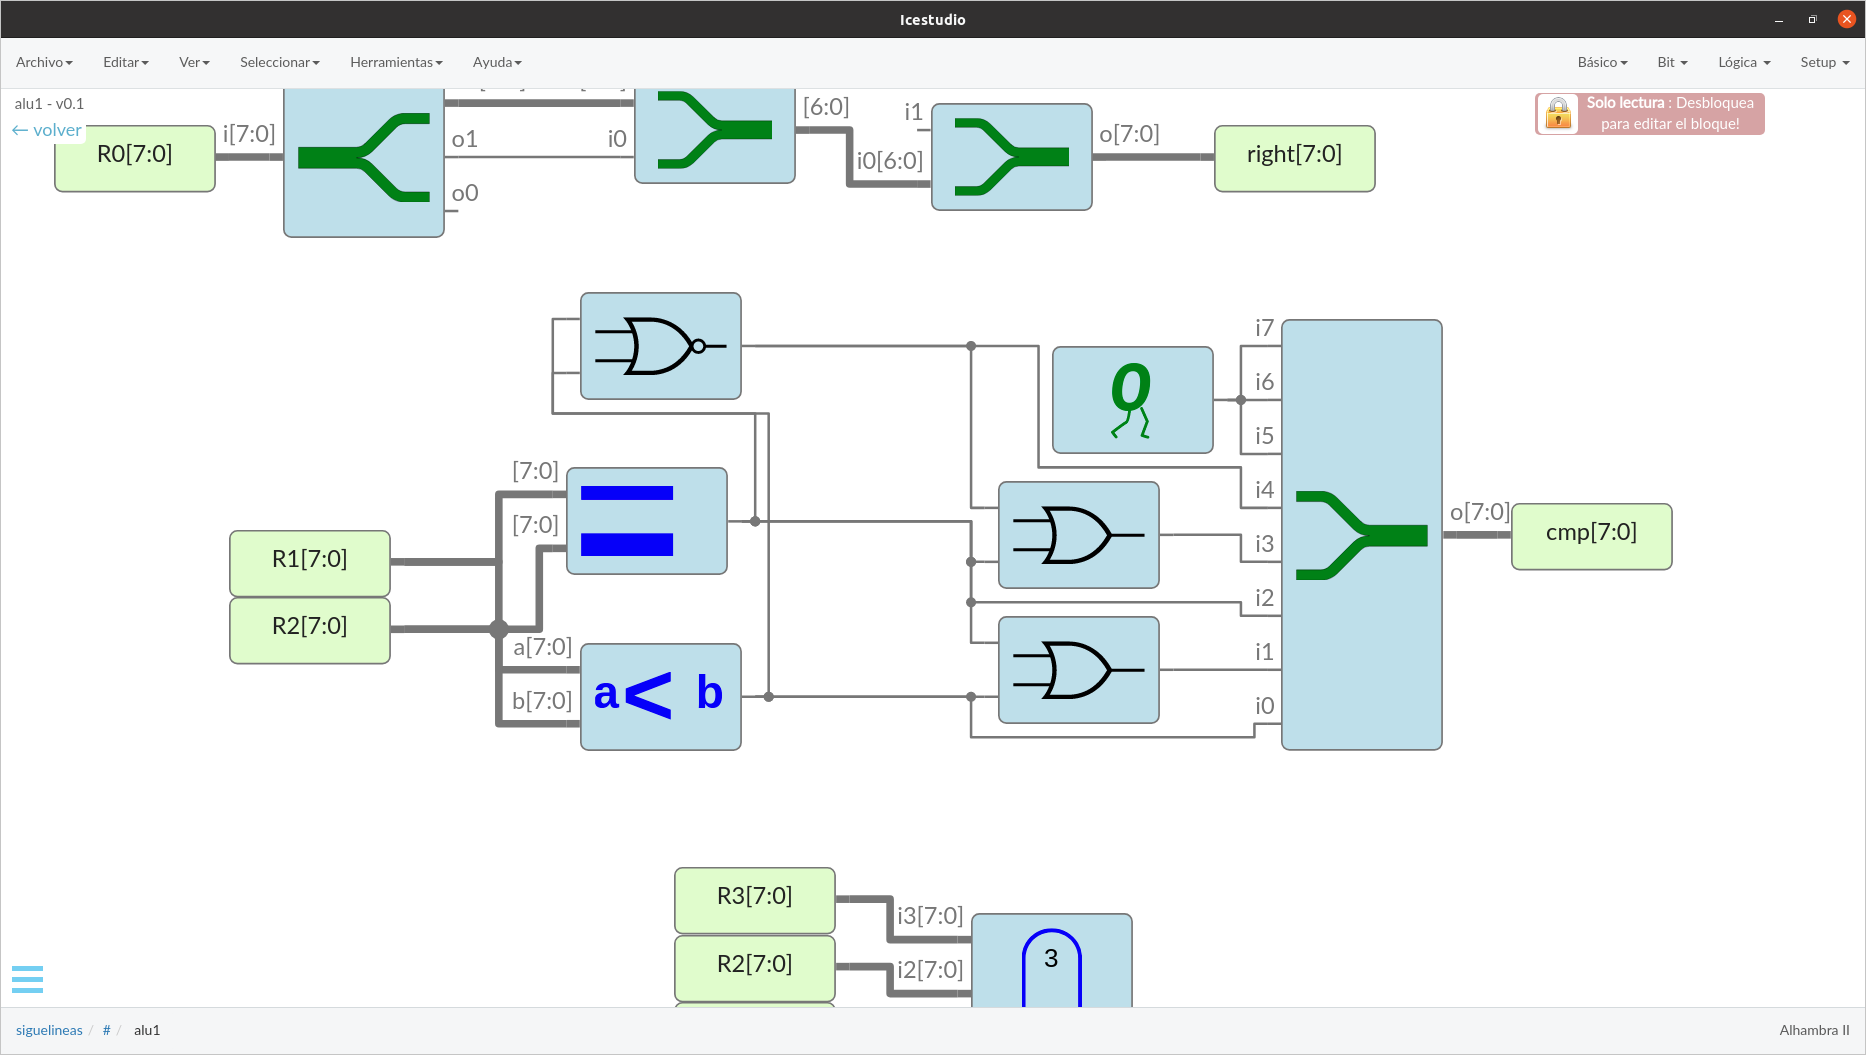 Icestudio
Archivo Editar Ver Seleccionar Herramientas Ayuda Básico Bit Lógica Setup
alu1 - v0.1
← volver
Solo lectura : Desbloquea
para editar el bloque!
R0[7:0]
i[7:0]
o1
o0
i0
[6:0]
i1
i0[6:0]
o[7:0]
right[7:0]
0
i7
i6
i5
i4
i3
i2
i1
i0
o[7:0]
cmp[7:0]
[7:0]
[7:0]
R1[7:0]
R2[7:0]
a[7:0]
b[7:0]
a < b
R3[7:0]
R2[7:0]
i3[7:0]
i2[7:0]
3
siguelineas / # / alu1
Alhambra II